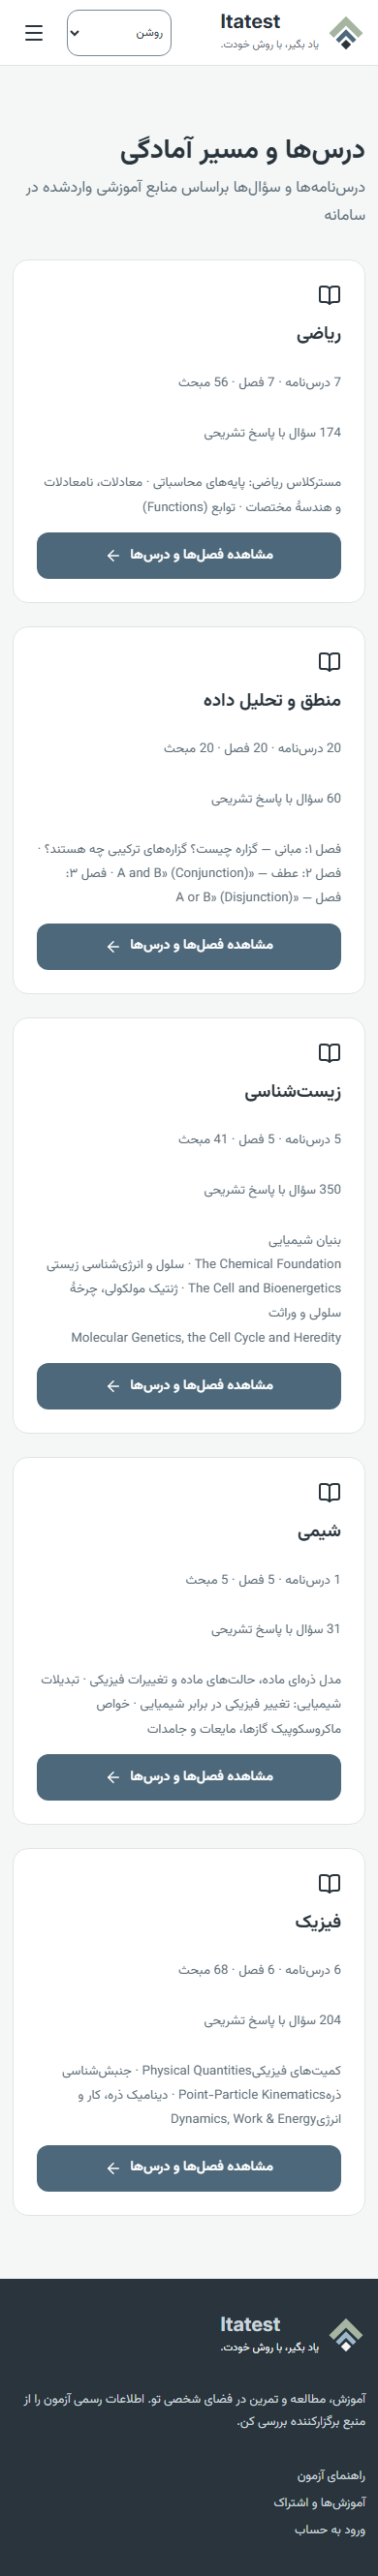 Itatest
یاد بگیر، با روش خودت.
روشن
درس‌ها و مسیر آمادگی
درس‌نامه‌ها و سؤال‌ها براساس منابع آموزشی واردشده در
سامانه
ریاضی
7 درس‌نامه · 7 فصل · 56 مبحث
174 سؤال با پاسخ تشریحی
مسترکلاس ریاضی: پایه‌های محاسباتی · معادلات، نامعادلات
و هندسهٔ مختصات · توابع (Functions)
مشاهده فصل‌ها و درس‌ها
منطق و تحلیل داده
20 درس‌نامه · 20 فصل · 20 مبحث
60 سؤال با پاسخ تشریحی
فصل ۱: مبانی — گزاره چیست؟ گزاره‌های ترکیبی چه هستند؟ ·
فصل ۲: عطف — «A and B» (Conjunction) · فصل ۳:
فصل — «A or B» (Disjunction)
مشاهده فصل‌ها و درس‌ها
زیست‌شناسی
5 درس‌نامه · 5 فصل · 41 مبحث
350 سؤال با پاسخ تشریحی
بنیان شیمیایی
The Chemical Foundation · سلول و انرژی‌شناسی زیستی
The Cell and Bioenergetics · ژنتیک مولکولی، چرخهٔ
سلولی و وراثت
Molecular Genetics, the Cell Cycle and Heredity
مشاهده فصل‌ها و درس‌ها
شیمی
1 درس‌نامه · 5 فصل · 5 مبحث
31 سؤال با پاسخ تشریحی
مدل ذره‌ای ماده، حالت‌های ماده و تغییرات فیزیکی · تبدیلات
شیمیایی: تغییر فیزیکی در برابر شیمیایی · خواص
ماکروسکوپیک گازها، مایعات و جامدات
مشاهده فصل‌ها و درس‌ها
فیزیک
6 درس‌نامه · 6 فصل · 68 مبحث
204 سؤال با پاسخ تشریحی
کمیت‌های فیزیکیPhysical Quantities · جنبش‌شناسی
ذرهPoint-Particle Kinematics · دینامیک ذره، کار و
انرژیDynamics, Work & Energy
مشاهده فصل‌ها و درس‌ها
Itatest
یاد بگیر، با روش خودت.
آموزش، مطالعه و تمرین در فضای شخصی تو. اطلاعات رسمی آزمون را از
منبع برگزارکننده بررسی کن.
راهنمای آزمون
آموزش‌ها و اشتراک
ورود به حساب